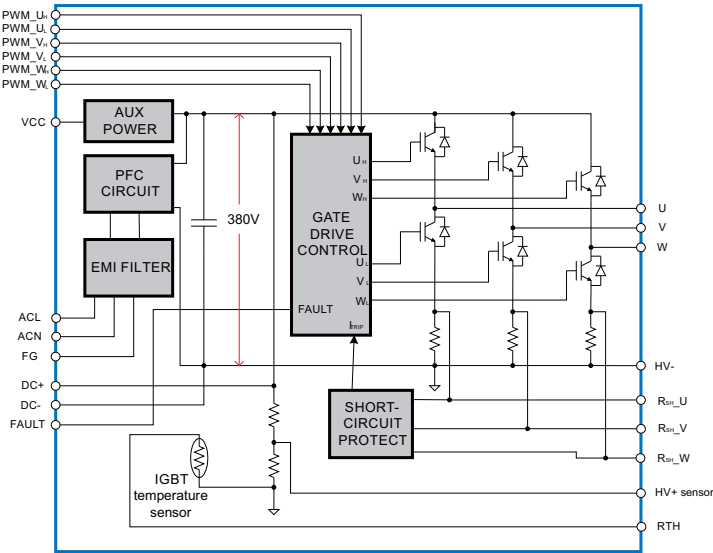 PWM_UH
PWM_UL
PWM_VH
PWM_VL
PWM_WH
PWM_WL
VCC
AUX
POWER
PFC
CIRCUIT
EMI FILTER
380V
GATE
DRIVE
CONTROL
UH
VH
WH
UL
VL
WL
FAULT
ITRIP
U
V
W
ACL
ACN
FG
DC+
DC-
FAULT
SHORT-
CIRCUIT
PROTECT
HV-
RSH_U
RSH_V
RSH_W
HV+ sensor
RTH
IGBT
temperature
sensor